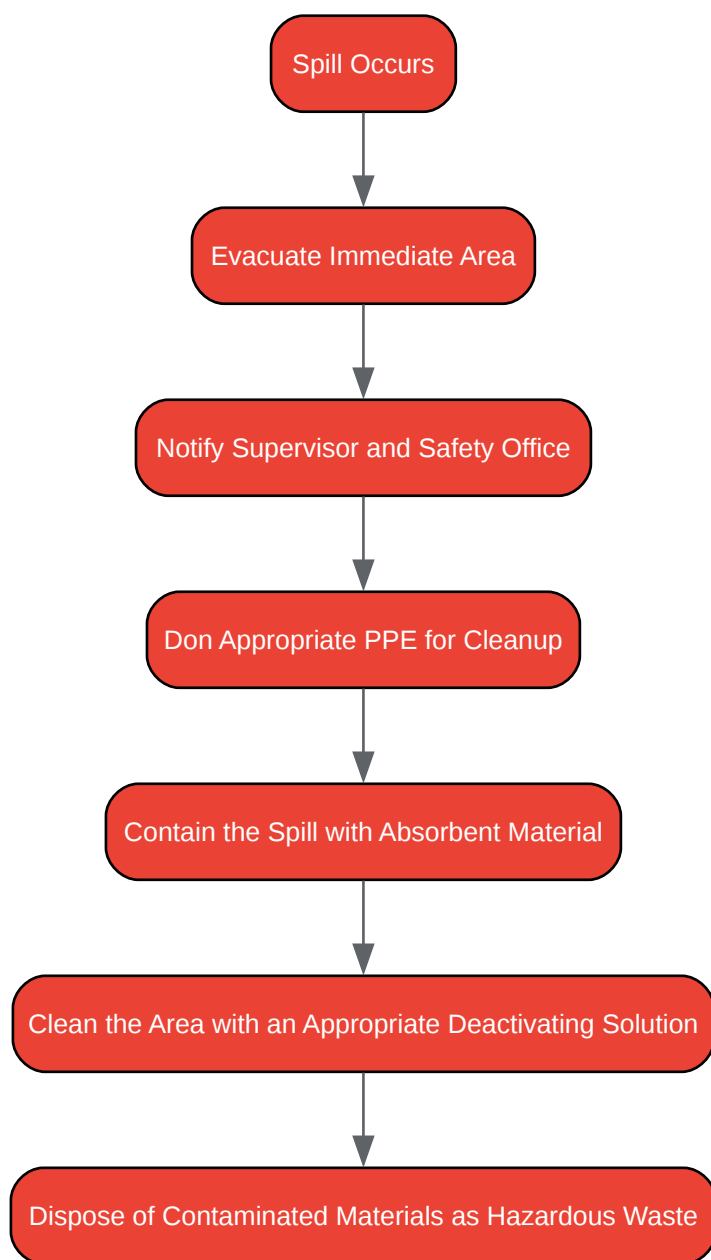 Spill Occurs
Evacuate Immediate Area
Notify Supervisor and Safety Office
Don Appropriate PPE for Cleanup
Contain the Spill with Absorbent Material
Clean the Area with an Appropriate Deactivating Solution
Dispose of Contaminated Materials as Hazardous Waste